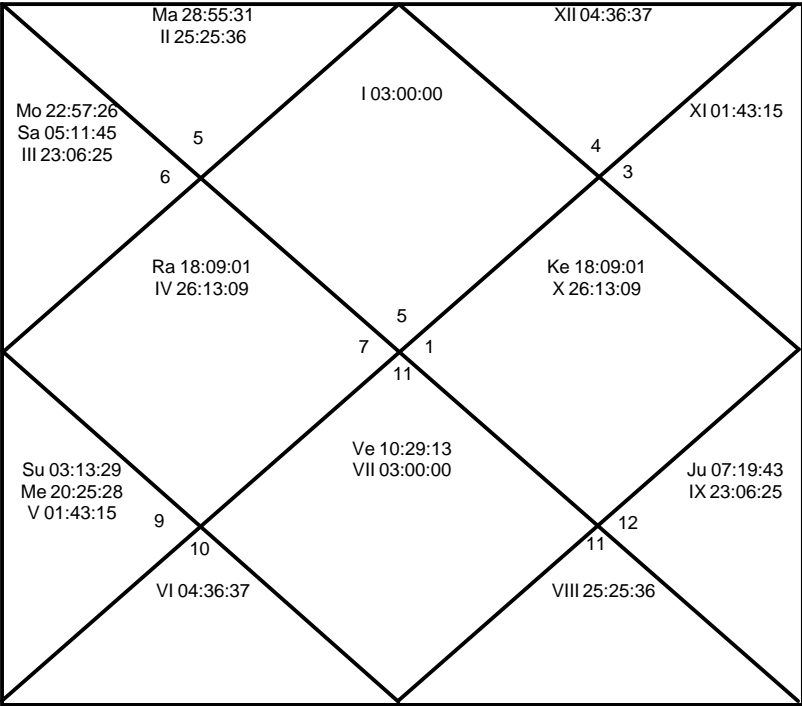 Ma 28:55:31
II 25:25:36
XII 04:36:37
I 03:00:00
Mo 22:57:26
Sa 05:11:45
III 23:06:25
XI 01:43:15
5
4
6
3
Ra 18:09:01
IV 26:13:09
Ke 18:09:01
X 26:13:09
5
7
1
11
Ve 10:29:13
VII 03:00:00
Su 03:13:29
Me 20:25:28
V 01:43:15
Ju 07:19:43
IX 23:06:25
9
10
12
11
VI 04:36:37
VIII 25:25:36